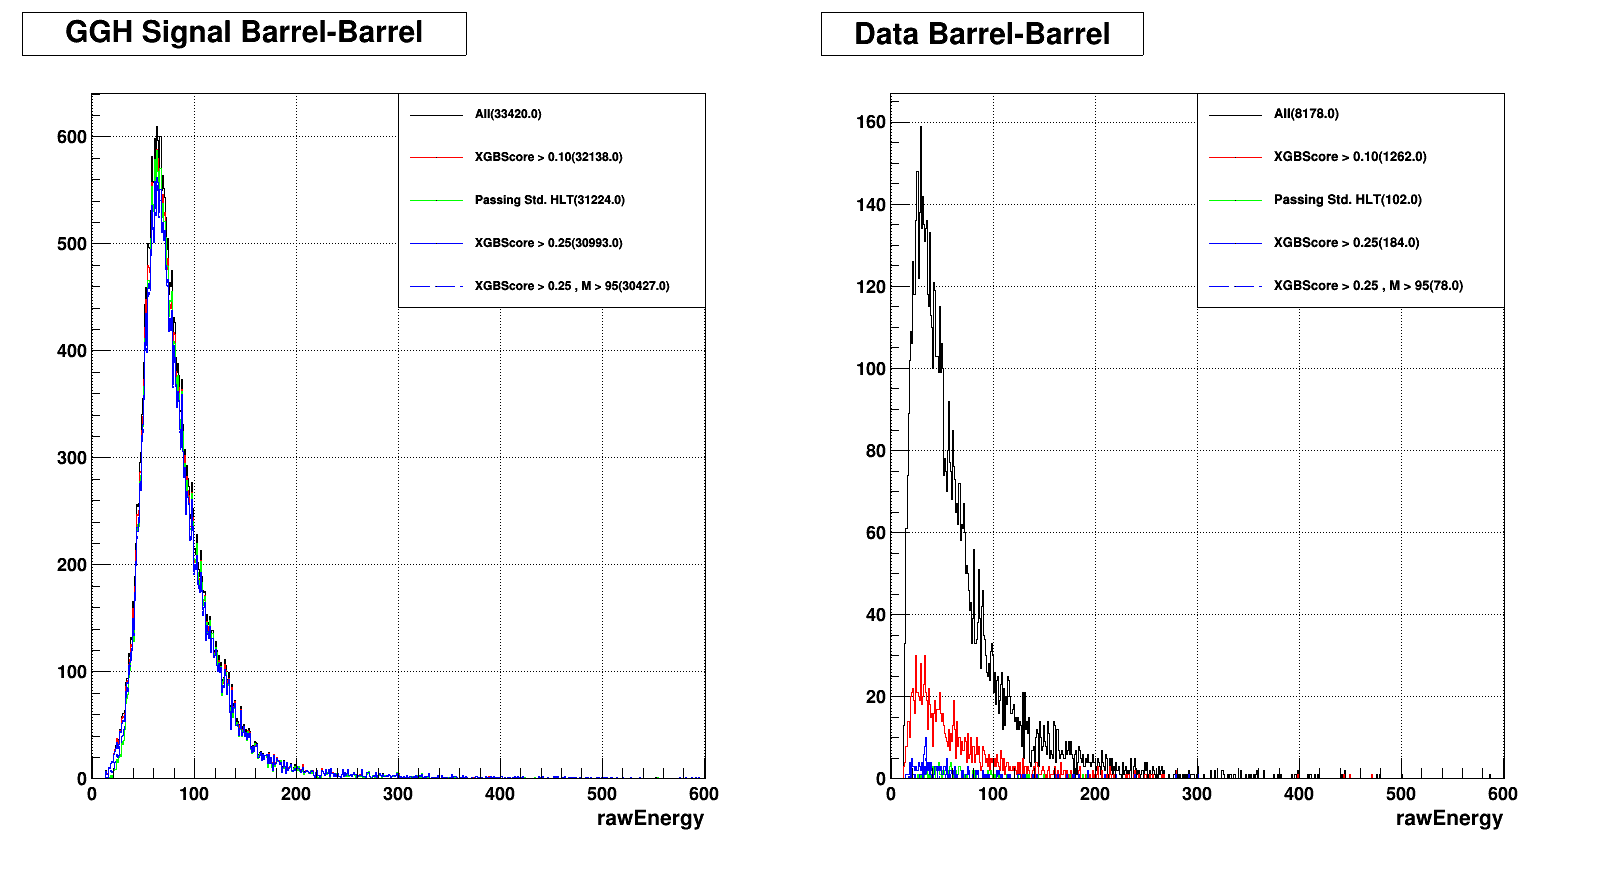 GGH Signal Barrel-Barrel
All(33420.0)
XGBScore > 0.10(32138.0)
Passing Std. HLT(31224.0)
XGBScore > 0.25(30993.0)
XGBScore > 0.25 , M > 95(30427.0)
600
500
400
300
200
100
0
0 100 200 300 400 500 600
rawEnergy
Data Barrel-Barrel
All(8178.0)
XGBScore > 0.10(1262.0)
Passing Std. HLT(102.0)
XGBScore > 0.25(184.0)
XGBScore > 0.25 , M > 95(78.0)
160
140
120
100
80
60
40
20
0
0 100 200 300 400 500 600
rawEnergy